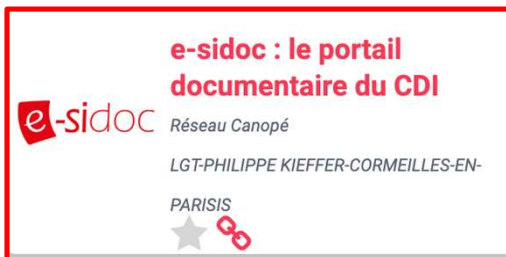 e-sidoc : le portail
documentaire du CDI
e-sidoc
Réseau Canopé
LGT-PHILIPPE KIEFFER-CORMEILLES-EN-
PARISIS